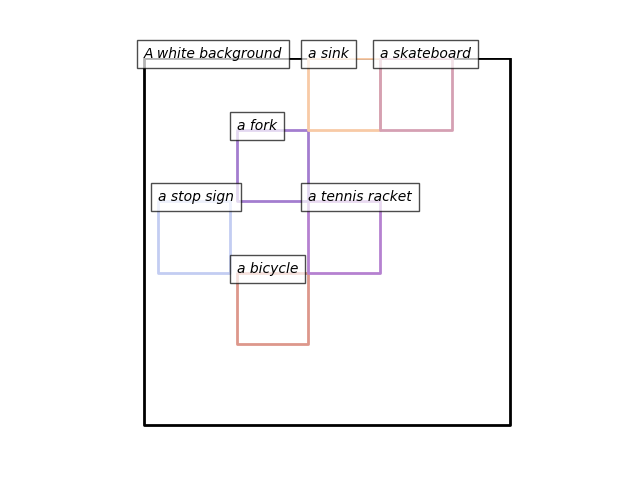 A white background
a sink
a skateboard
a fork
a stop sign
a tennis racket
a bicycle